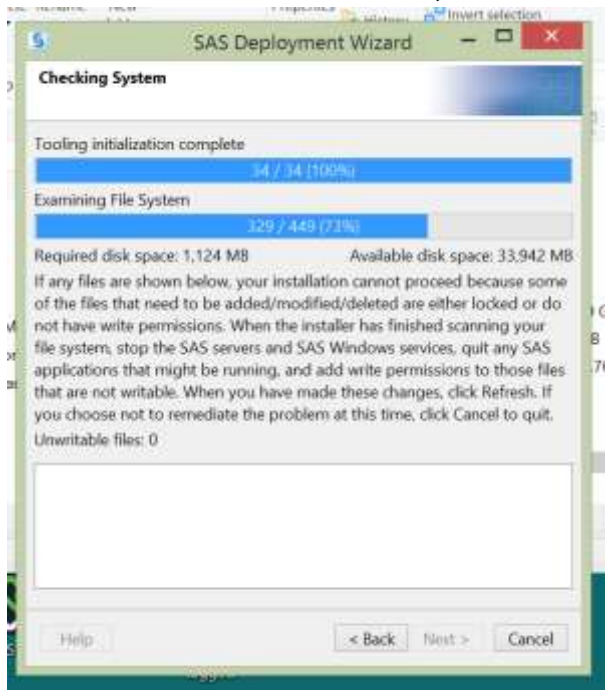 Properties
History
Invert selection
SAS Deployment Wizard
Checking System
Tooling initialization complete
34 / 34 (100%)
Examining File System
329 / 449 (73%)
Required disk space: 1,124 MB Available disk space: 33,942 MB
If any files are shown below, your installation cannot proceed because some
of the files that need to be added/modified/deleted are either locked or do
not have write permissions. When the installer has finished scanning your
file system, stop the SAS servers and SAS Windows services, quit any SAS
applications that might be running, and add write permissions to those files
that are not writable. When you have made these changes, click Refresh. If
you choose not to remediate the problem at this time, click Cancel to quit.
Unwritable files: 0
Help < Back Next > Cancel